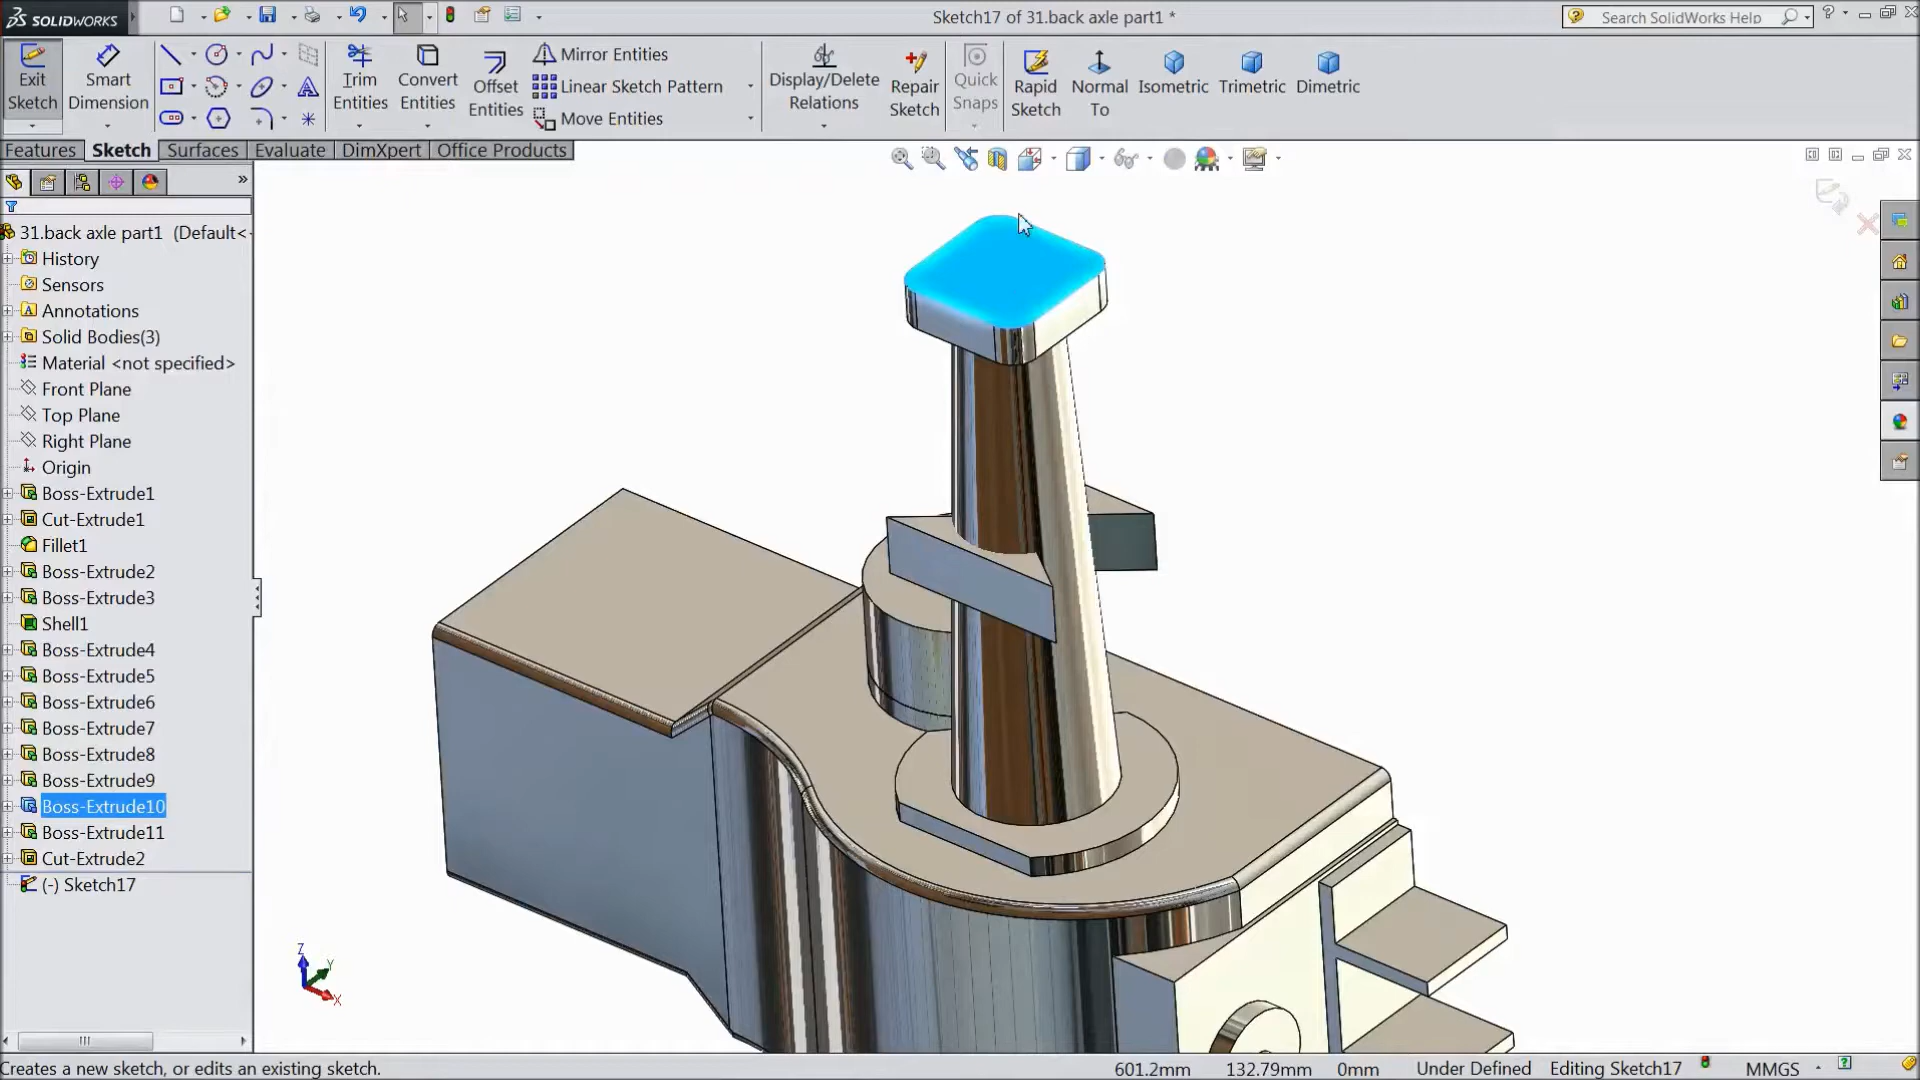 SOLIDWORKS
Sketch17 of 31.back axle part1 *
Search SolidWorks Help
Exit Sketch
Smart Dimension
Trim Entities
Convert Entities
Offset Entities
Mirror Entities
Linear Sketch Pattern
Move Entities
Display/Delete Relations
Repair Sketch
Quick Snaps
Rapid Sketch
Normal To
Isometric
Trimetric
Dimetric
Features
Sketch
Surfaces
Evaluate
DimXpert
Office Products
31.back axle part1 (Default<
History
Sensors
Annotations
Solid Bodies(3)
Material <not specified>
Front Plane
Top Plane
Right Plane
Origin
Boss-Extrude1
Cut-Extrude1
Fillet1
Boss-Extrude2
Boss-Extrude3
Shell1
Boss-Extrude4
Boss-Extrude5
Boss-Extrude6
Boss-Extrude7
Boss-Extrude8
Boss-Extrude9
Boss-Extrude10
Boss-Extrude11
Cut-Extrude2
(-) Sketch17
Z
Y
X
Creates a new sketch, or edits an existing sketch.
601.2mm
132.79mm
0mm
Under Defined
Editing Sketch17
MMGS